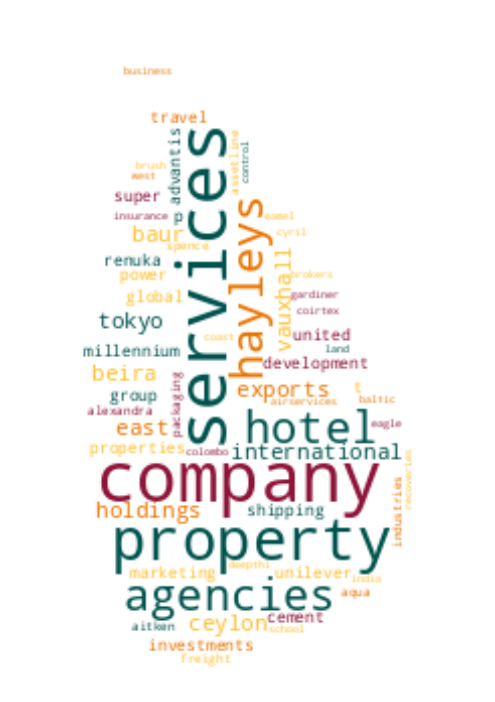 business
travel
services
advantis
assetline
control
brush
west
super
hayleys
insurance
p
eamel
baur
cyril
spence
vauxhall
renuka
power
brokers
global
gardiner
coirtex
tokyo
united
coast
millennium
land
development
beira
packaging
exports
t
group
airservices
baltic
alexandra
east
hotel
eagle
properties
colombo
international
company
industries
recoveries
holdings
shipping
property
deepthi
marketing
unilever
india
agencies
aqua
aitken
ceylon
cement
school
investments
freight